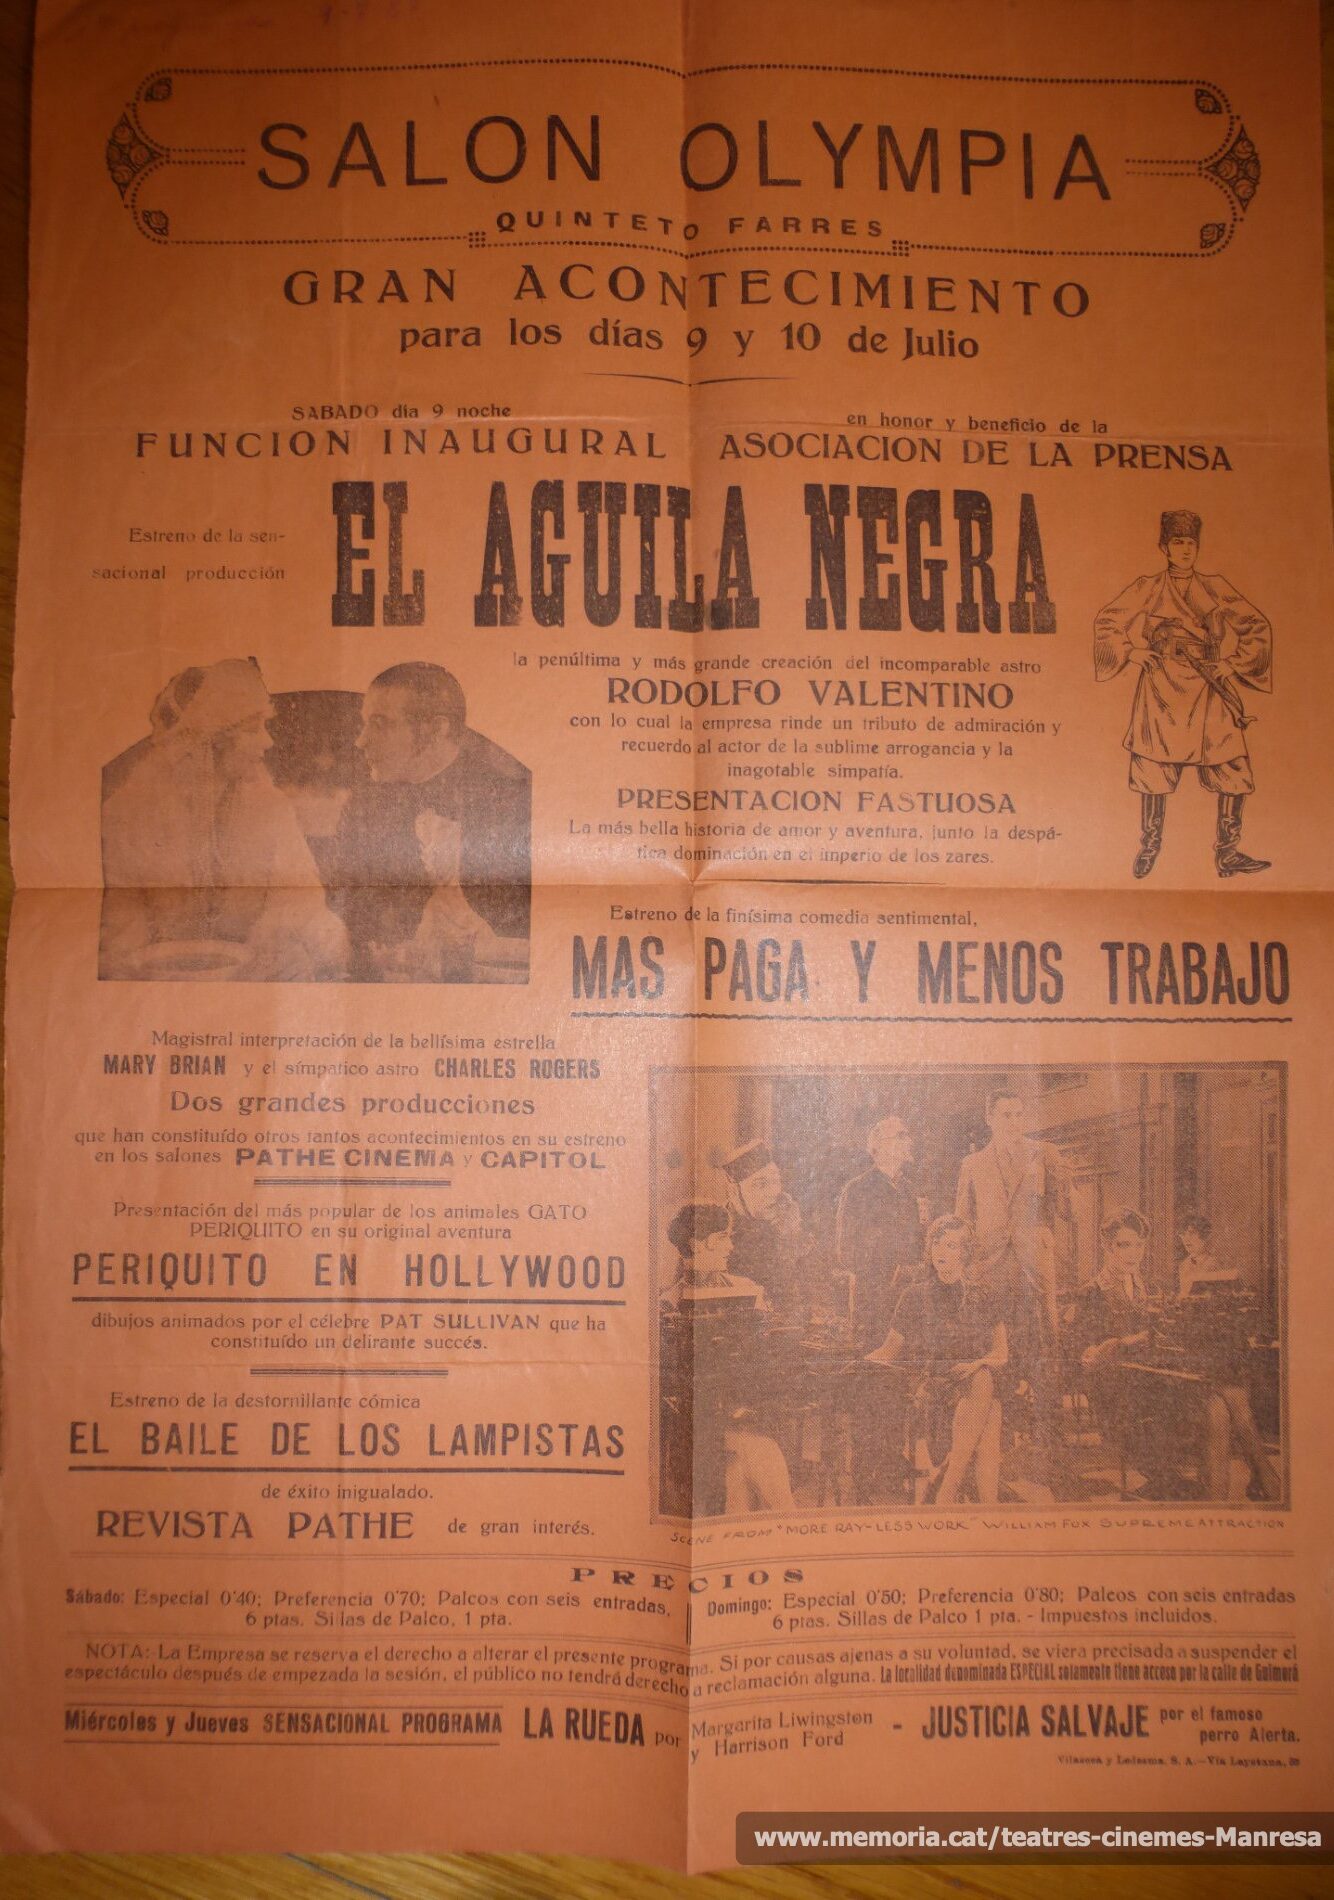 SALON OLYMPIA
QUINTETO FARRES
GRAN ACONTECIMIENTO
para los días 9 y 10 de Julio
SABADO día 9 noche
FUNCION INAUGURAL
en honor y beneficio de la
ASOCIACION DE LA PRENSA
Estreno de la sen-
sacional producción
EL AGUILA NEGRA
la penúltima y más grande creación del incomparable astro
RODOLFO VALENTINO
con lo cual la empresa rinde un tributo de admiración y
recuerdo al actor de la sublime arrogancia y la
inagotable simpatía.
PRESENTACION FASTUOSA
La más bella historia de amor y aventura, junto la despá-
tica dominación en el imperio de los zares.
Estreno de la finísima comedia sentimental,
MAS PAGA Y MENOS TRABAJO
Magistral interpretación de la bellísima estrella
MARY BRIAN y el símpatico astro CHARLES ROGERS
Dos grandes producciones
que han constituído otros tantos acontecimientos en su estreno
en los salones PATHE CINEMA y CAPITOL
Presentación del más popular de los animales GATO
PERIQUITO en su original aventura
PERIQUITO EN HOLLYWOOD
dibujos animados por el célebre PAT SULLIVAN que ha
constituído un delirante succés.
Estreno de la destornillante cómica
EL BAILE DE LOS LAMPISTAS
de éxito inigualado.
REVISTA PATHE de gran interés.
SCENE FROM "MORE PAY-LESS WORK" WILLIAM FOX SUPREME ATTRACTION
PRECIOS
Sábado: Especial 0'40; Preferencia 0'70; Palcos con seis entradas,
6 ptas. Sillas de Palco, 1 pta.
Domingo: Especial 0'50; Preferencia 0'80; Palcos con seis entradas
6 ptas. Sillas de Palco 1 pta. - Impuestos incluidos.
NOTA: La Empresa se reserva el derecho a alterar el presente programa. Si por causas ajenas a su voluntad, se viera precisada a suspender el
espectáculo después de empezada la sesión, el público no tendrá derecho a reclamación alguna. La localidad denominada ESPECIAL solamente tiene acceso por la calle de Guimerá
Miércoles y Jueves SENSACIONAL PROGRAMA LA RUEDA por Margarita Liwingston
y Harrison Ford - JUSTICIA SALVAJE por el famoso
perro Alerta.
Vilaseca y Ledesma, S. A.-Vía Layetana,
www.memoria.cat/teatres-cinemes-Manresa